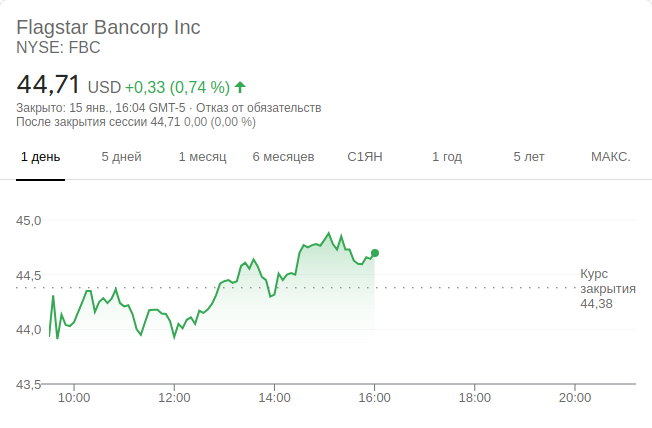 Flagstar Bancorp Inc
NYSE: FBC
44,71 USD +0,33 (0,74 %)
Закрыто: 15 янв., 16:04 GMT-5 · Отказ от обязательств
После закрытия сессии 44,71 0,00 (0,00 %)
1 день 5 дней 1 месяц 6 месяцев С1ЯН 1 год 5 лет МАКС.
45,0
44,5
44,0
43,5
Курс
закрытия
44,38
10:00 12:00 14:00 16:00 18:00 20:00